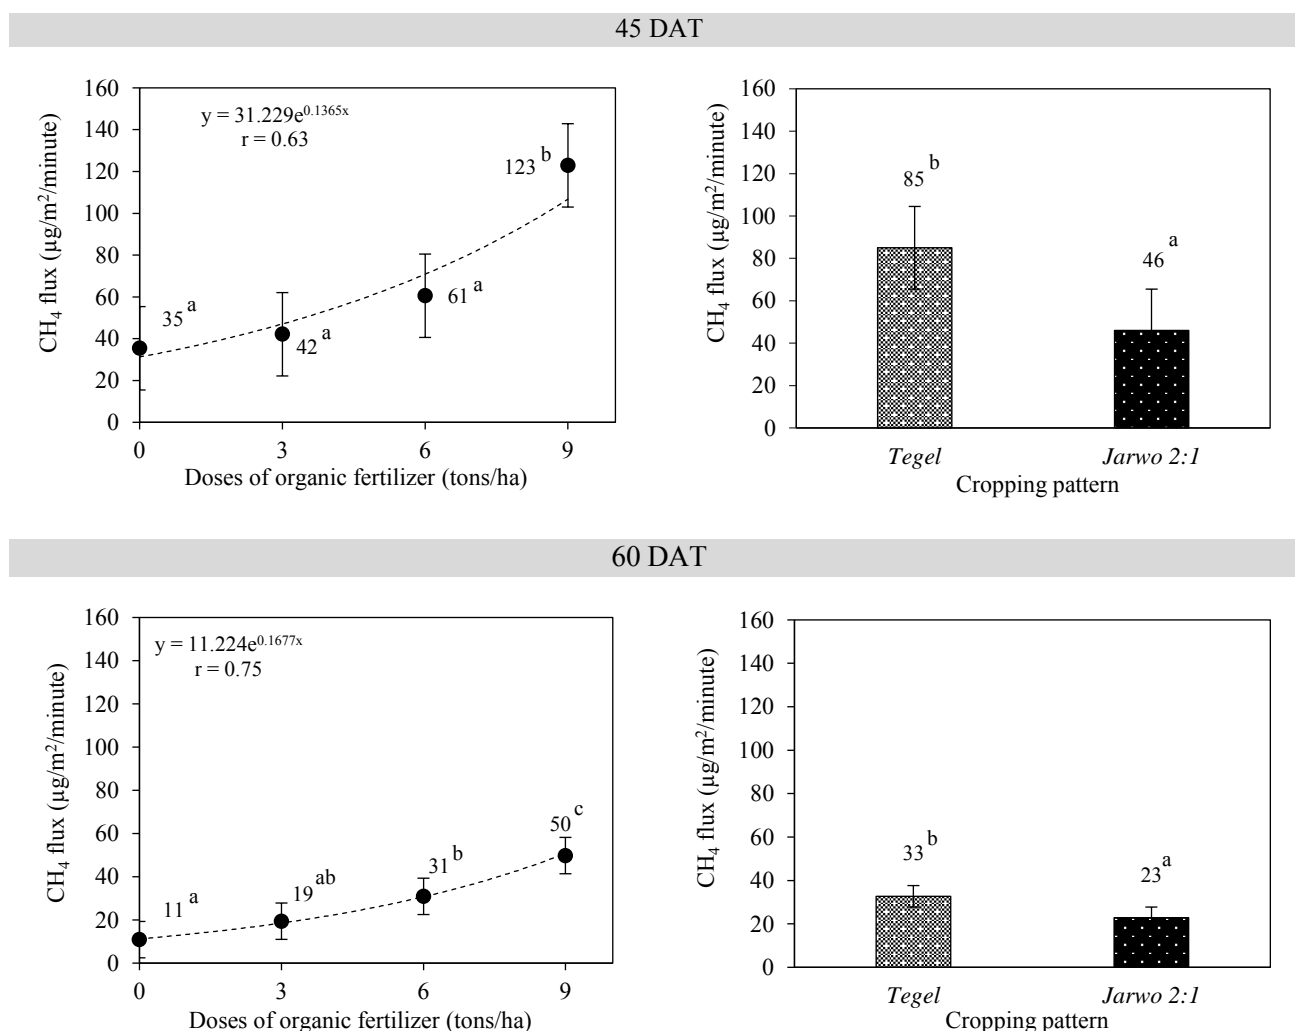 45 DAT
CH₄ flux (µg/m²/minute)
160
140
120
100
80
60
40
20
0
y = 31.229e^0.1365x
r = 0.63
35 a
42 a
61 a
123 b
0 3 6 9
Doses of organic fertilizer (tons/ha)
CH₄ flux (µg/m²/minute)
160
140
120
100
80
60
40
20
0
85 b
46 a
Tegel Jarwo 2:1
Cropping pattern
60 DAT
CH₄ flux (µg/m²/minute)
160
140
120
100
80
60
40
20
0
y = 11.224e^0.1677x
r = 0.75
11 a
19 ab
31 b
50 c
0 3 6 9
Doses of organic fertilizer (tons/ha)
CH₄ flux (µg/m²/minute)
160
140
120
100
80
60
40
20
0
33 b
23 a
Tegel Jarwo 2:1
Cropping pattern